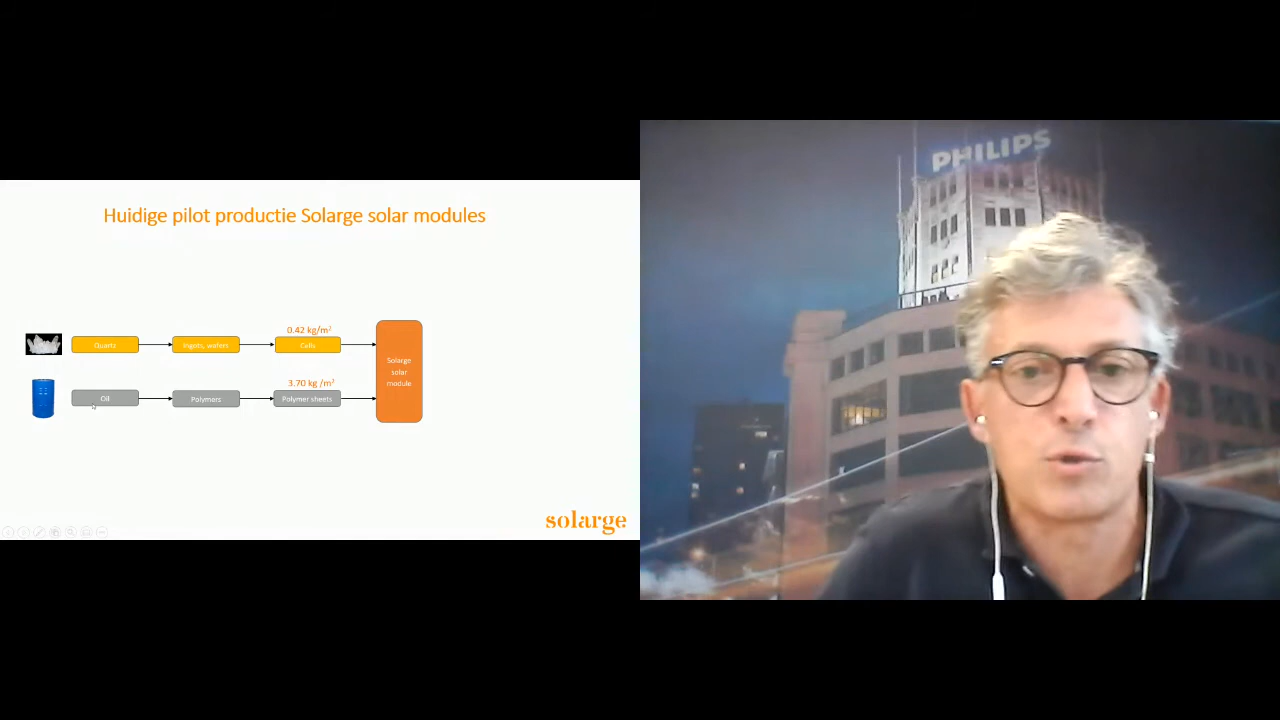 Huidige pilot productie Solarge solar modules
0.42 kg/m²
Quartz
Ingots, wafers
Cells
Solarge
solar
module
3.70 kg /m²
Oil
Polymers
Polymer sheets
solarge
PHILIPS